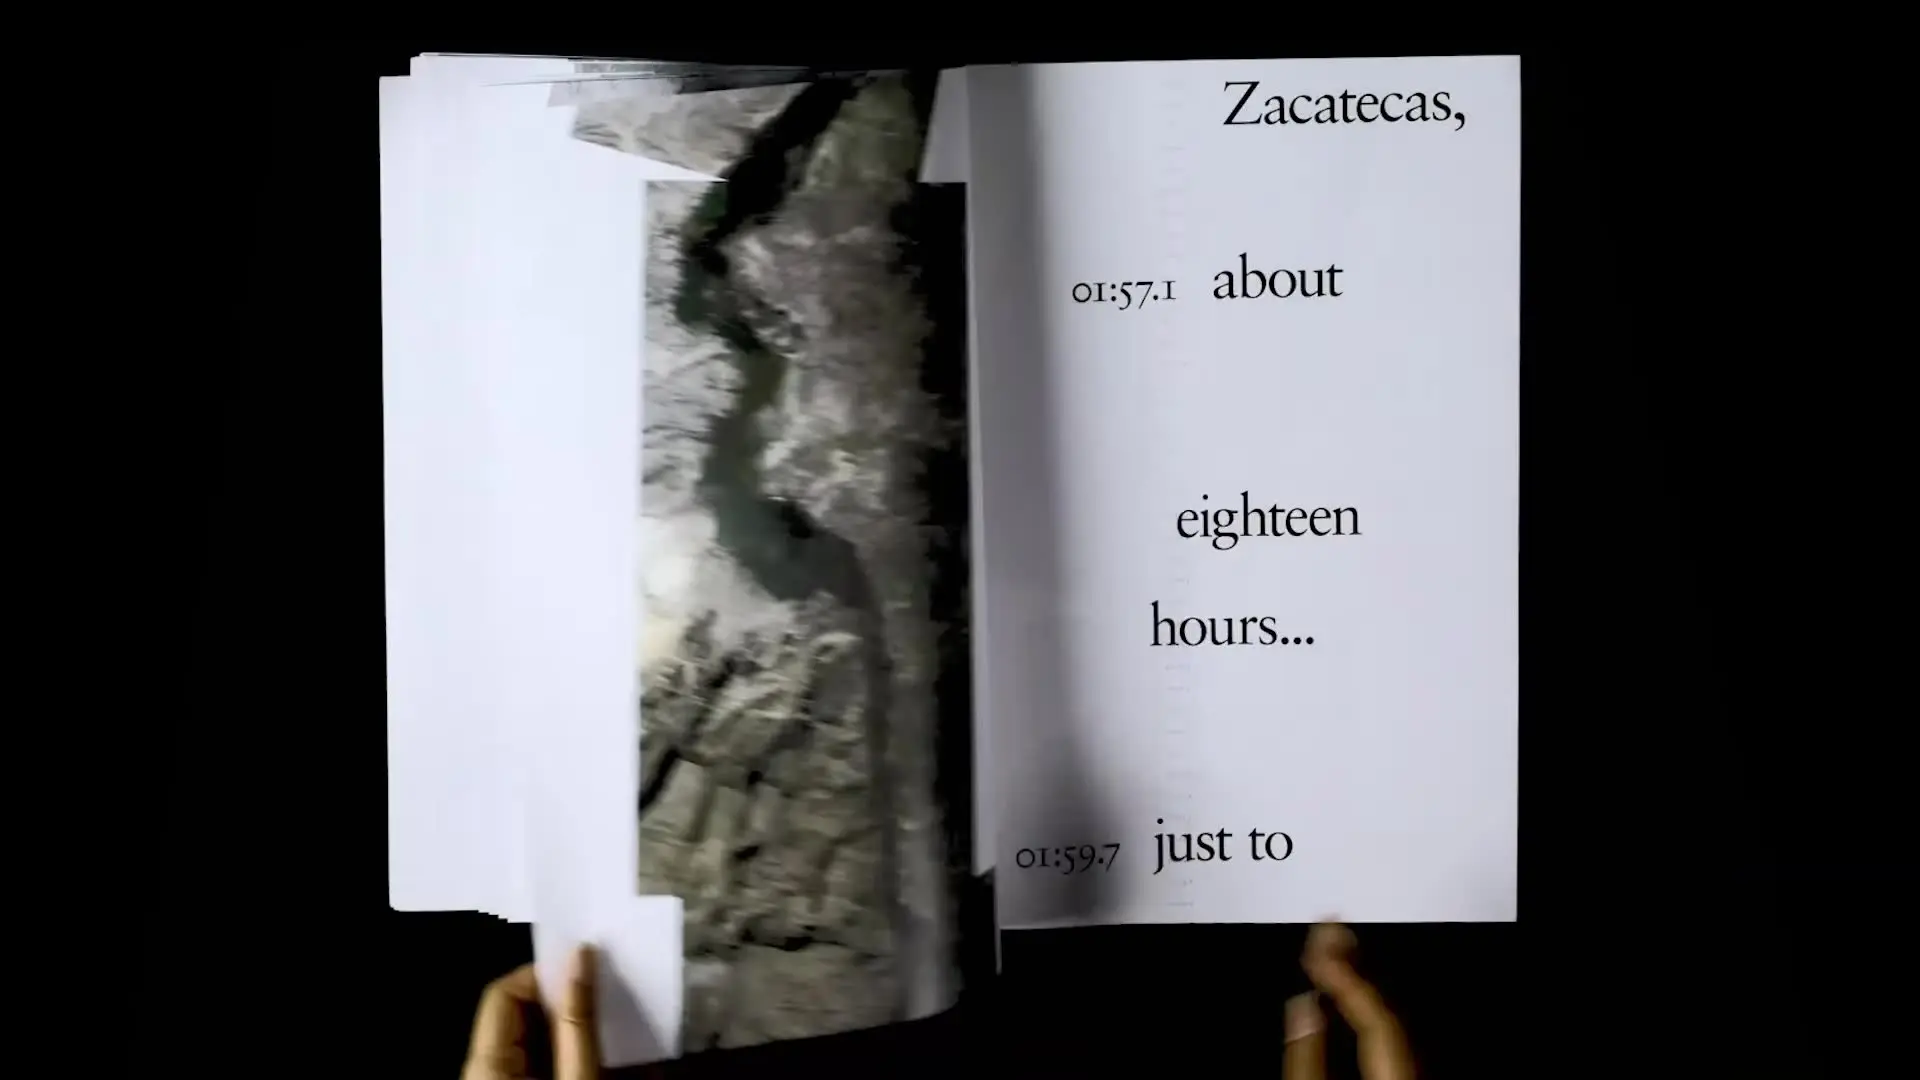 Zacatecas,
01:57.1 about
eighteen
hours...
01:59.7 just to